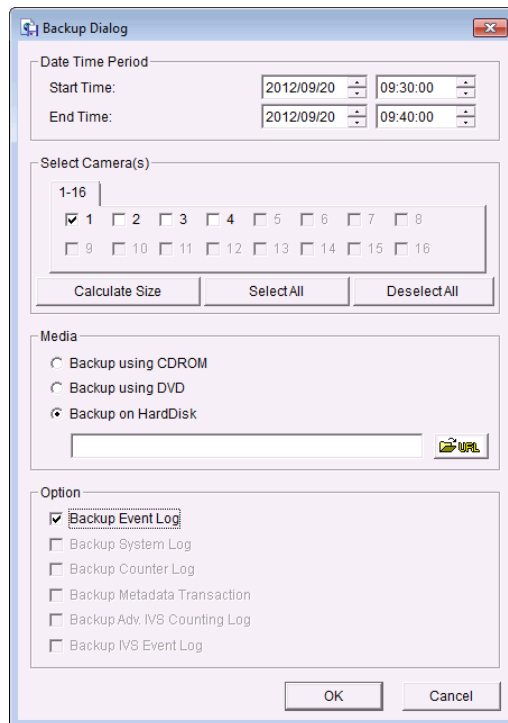 Backup Dialog
Date Time Period
Start Time: 2012/09/20 09:30:00
End Time: 2012/09/20 09:40:00
Select Camera(s)
1-16
1 2 3 4 5 6 7 8
9 10 11 12 13 14 15 16
Calculate Size Select All Deselect All
Media
Backup using CDROM
Backup using DVD
Backup on HardDisk
URL
Option
Backup Event Log
Backup System Log
Backup Counter Log
Backup Metadata Transaction
Backup Adv. IVS Counting Log
Backup IVS Event Log
OK Cancel